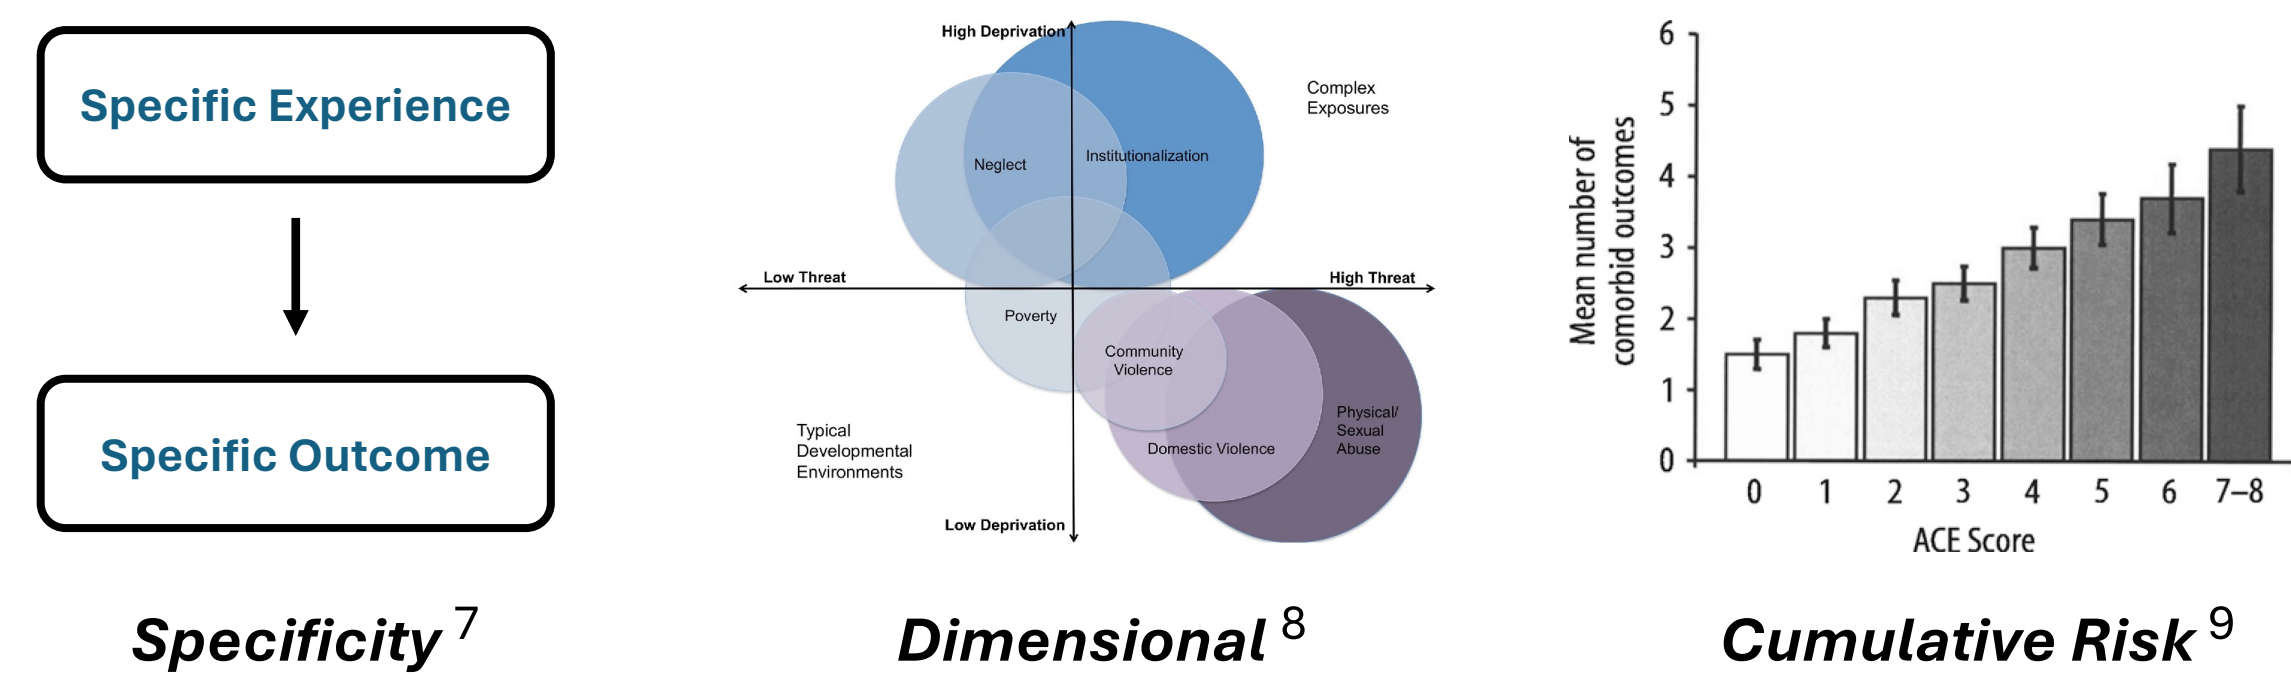 Specific Experience
Specific Outcome
Specificity 7
High Deprivation
Complex
Exposures
Neglect
Institutionalization
Low Threat
High Threat
Poverty
Community
Violence
Physical/
Sexual
Abuse
Domestic Violence
Typical
Developmental
Environments
Low Deprivation
Dimensional 8
Mean number of
comorbid outcomes
6
5
4
3
2
1
0
0 1 2 3 4 5 6 7–8
ACE Score
Cumulative Risk 9